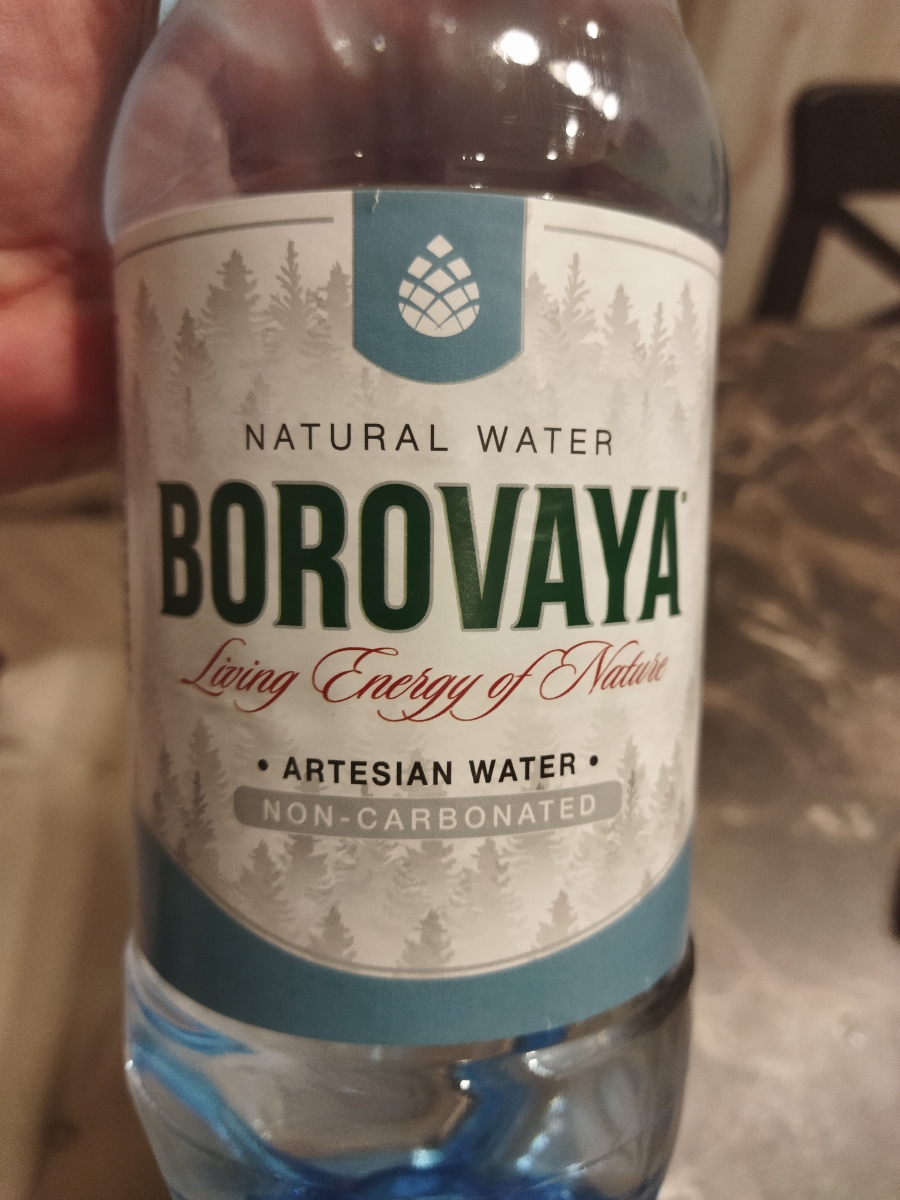 NATURAL WATER
BOROVAYA
Living Energy of Nature
• ARTESIAN WATER •
NON-CARBONATED